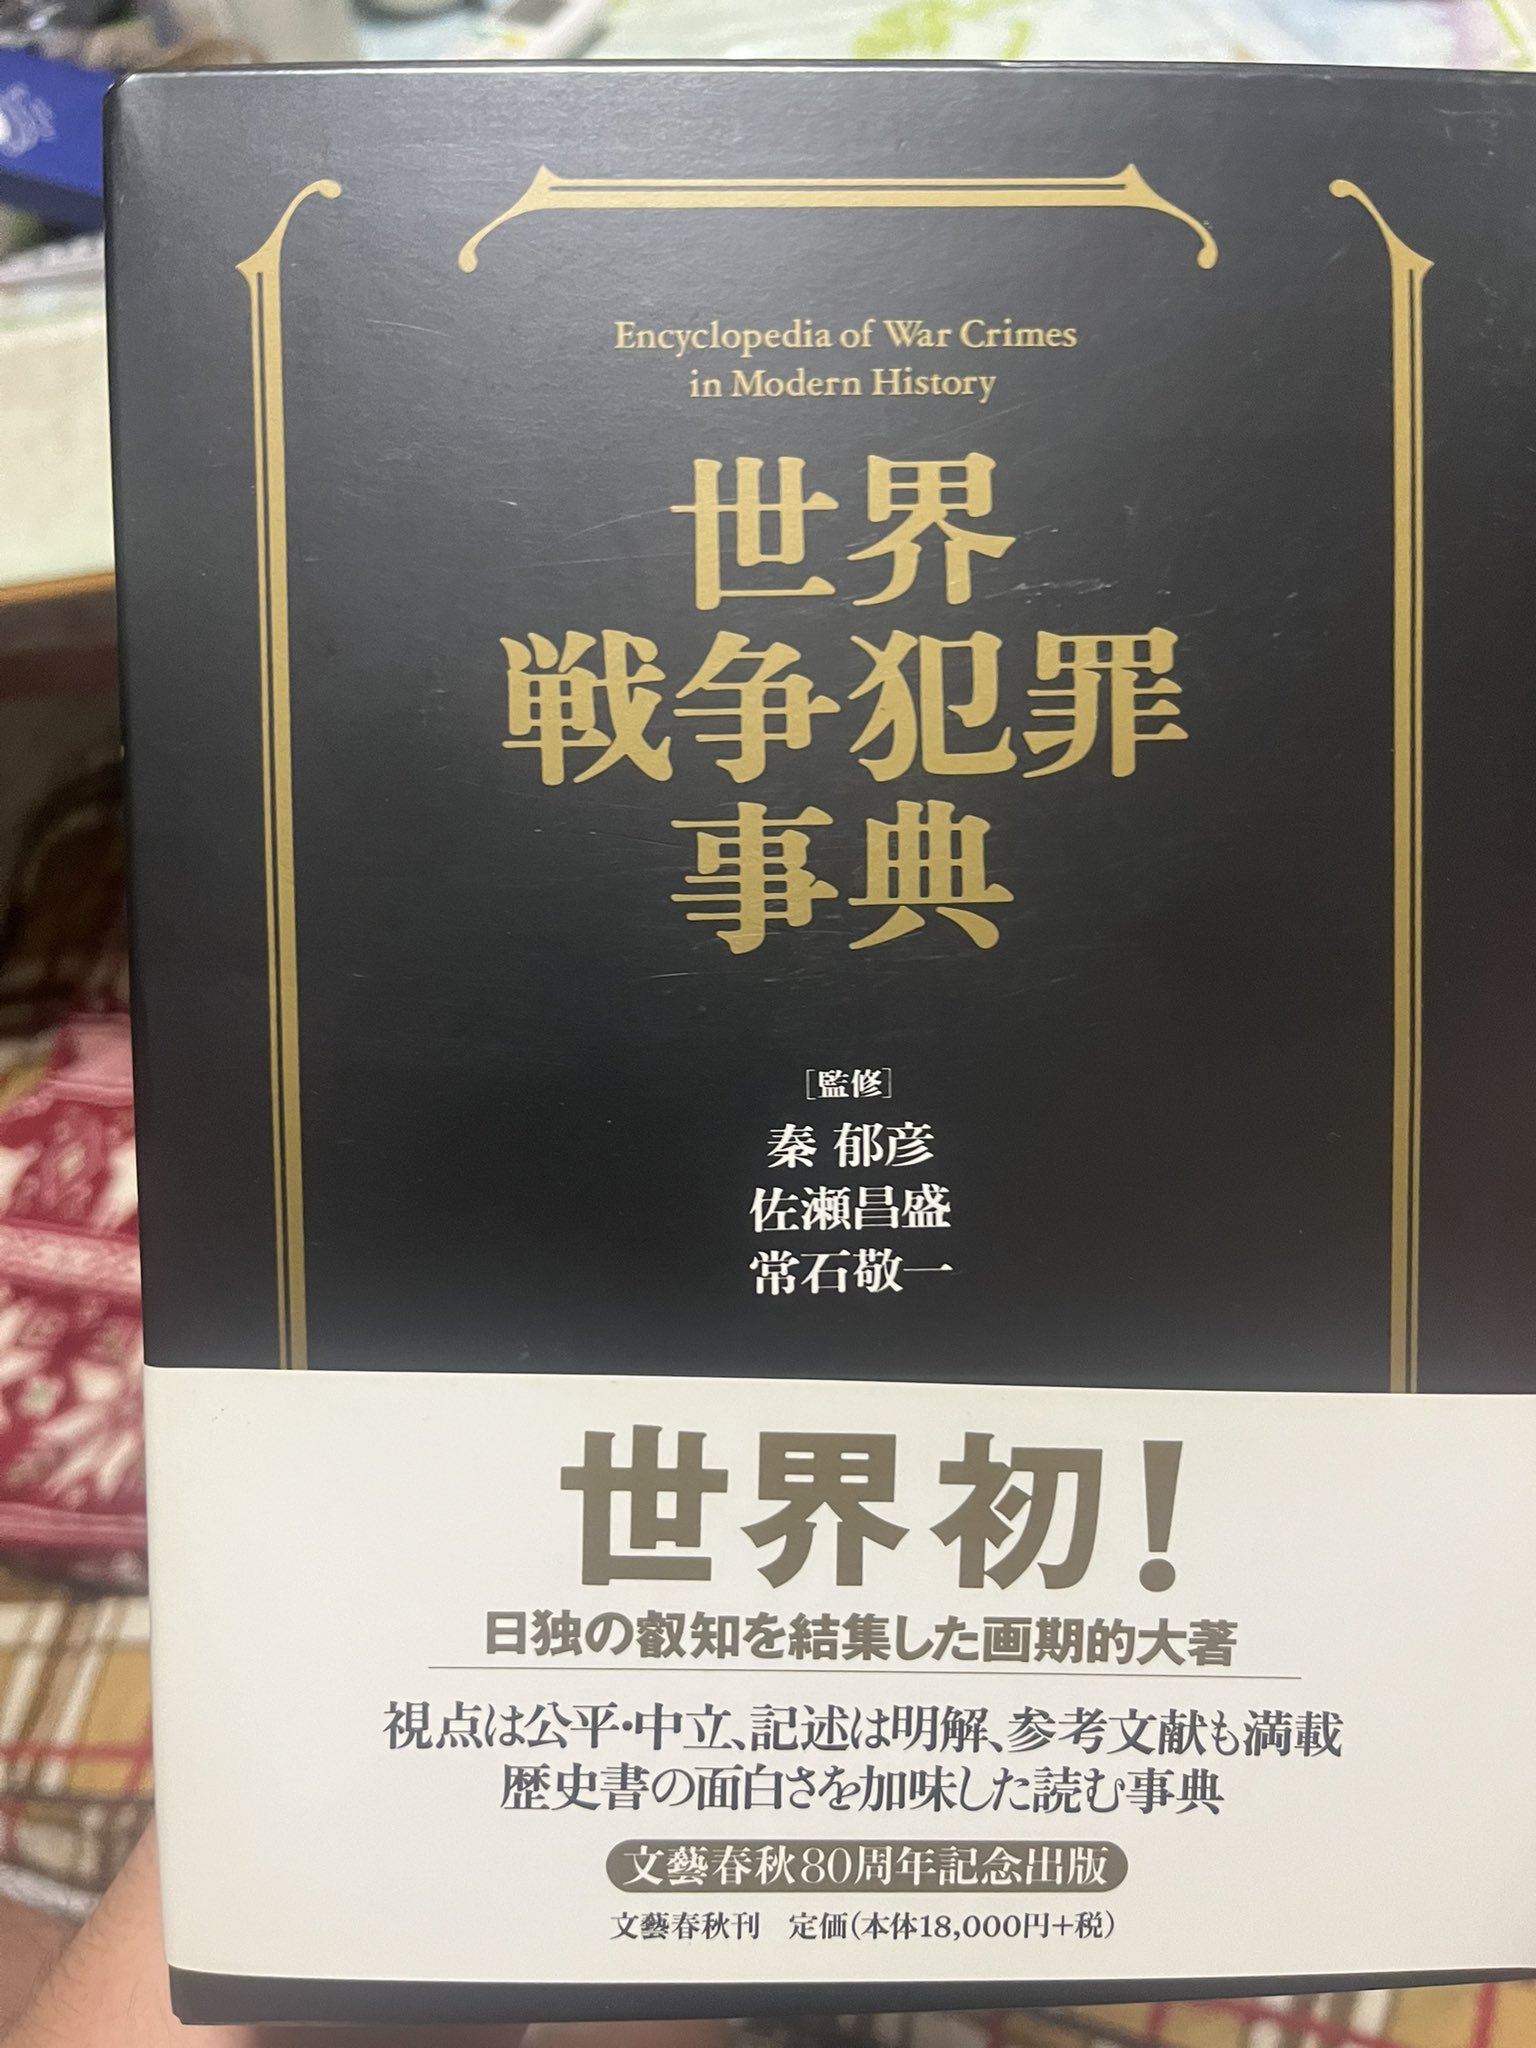 Encyclopedia of War Crimes
in Modern History
世界
戦争犯罪
事典
［監修］
秦 郁彦
佐瀬昌盛
常石敬一
世界初！
日独の叡知を結集した画期的大著
視点は公平・中立、記述は明解、参考文献も満載
歴史書の面白さを加味した読む事典
文藝春秋80周年記念出版
文藝春秋刊　定価（本体18,000円+税）